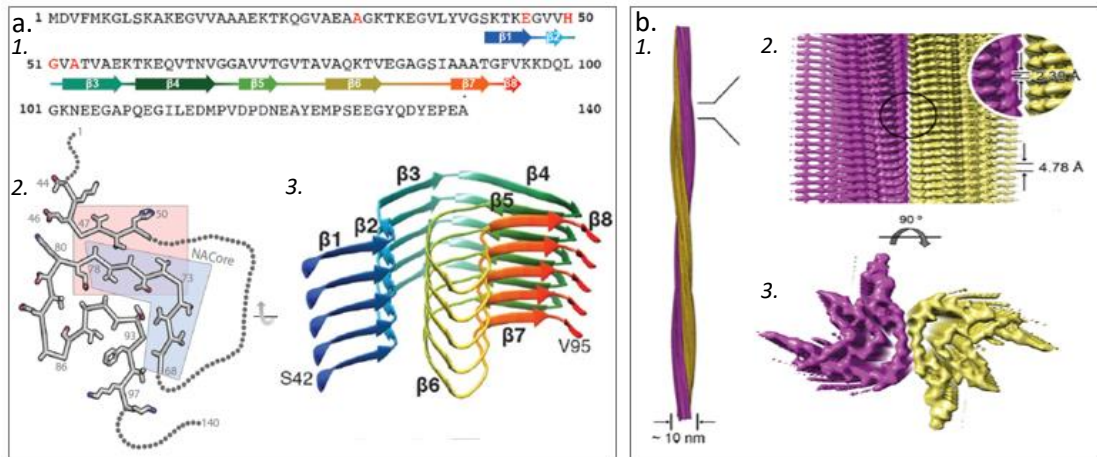 a.
1 MDVFMKGLSKAKEGVVAAAEKTKQGVAEAAGKTKEGVLYVGSKTKEGVVH 50
1.
β1 β2
51 GVATVAEKTKEQVTNVGGAVVTGVTAVAQKTVEGAGSIAAATGFVKKDQL 100
β3 β4 β5 β6 β7 β8
101 GKNEEGAPQEGILEDMPVDPDNEAYEMPSEEGYQDYEPEA 140
2.
1
44
46
47
50
80
NACore
78
73
93
86
68
97
140
3.
β3
β4
β5
β2
β8
β1
β7
V95
S42
β6
b.
1.
~ 10 nm
2.
2.39 Å
4.78 Å
90 °
3.